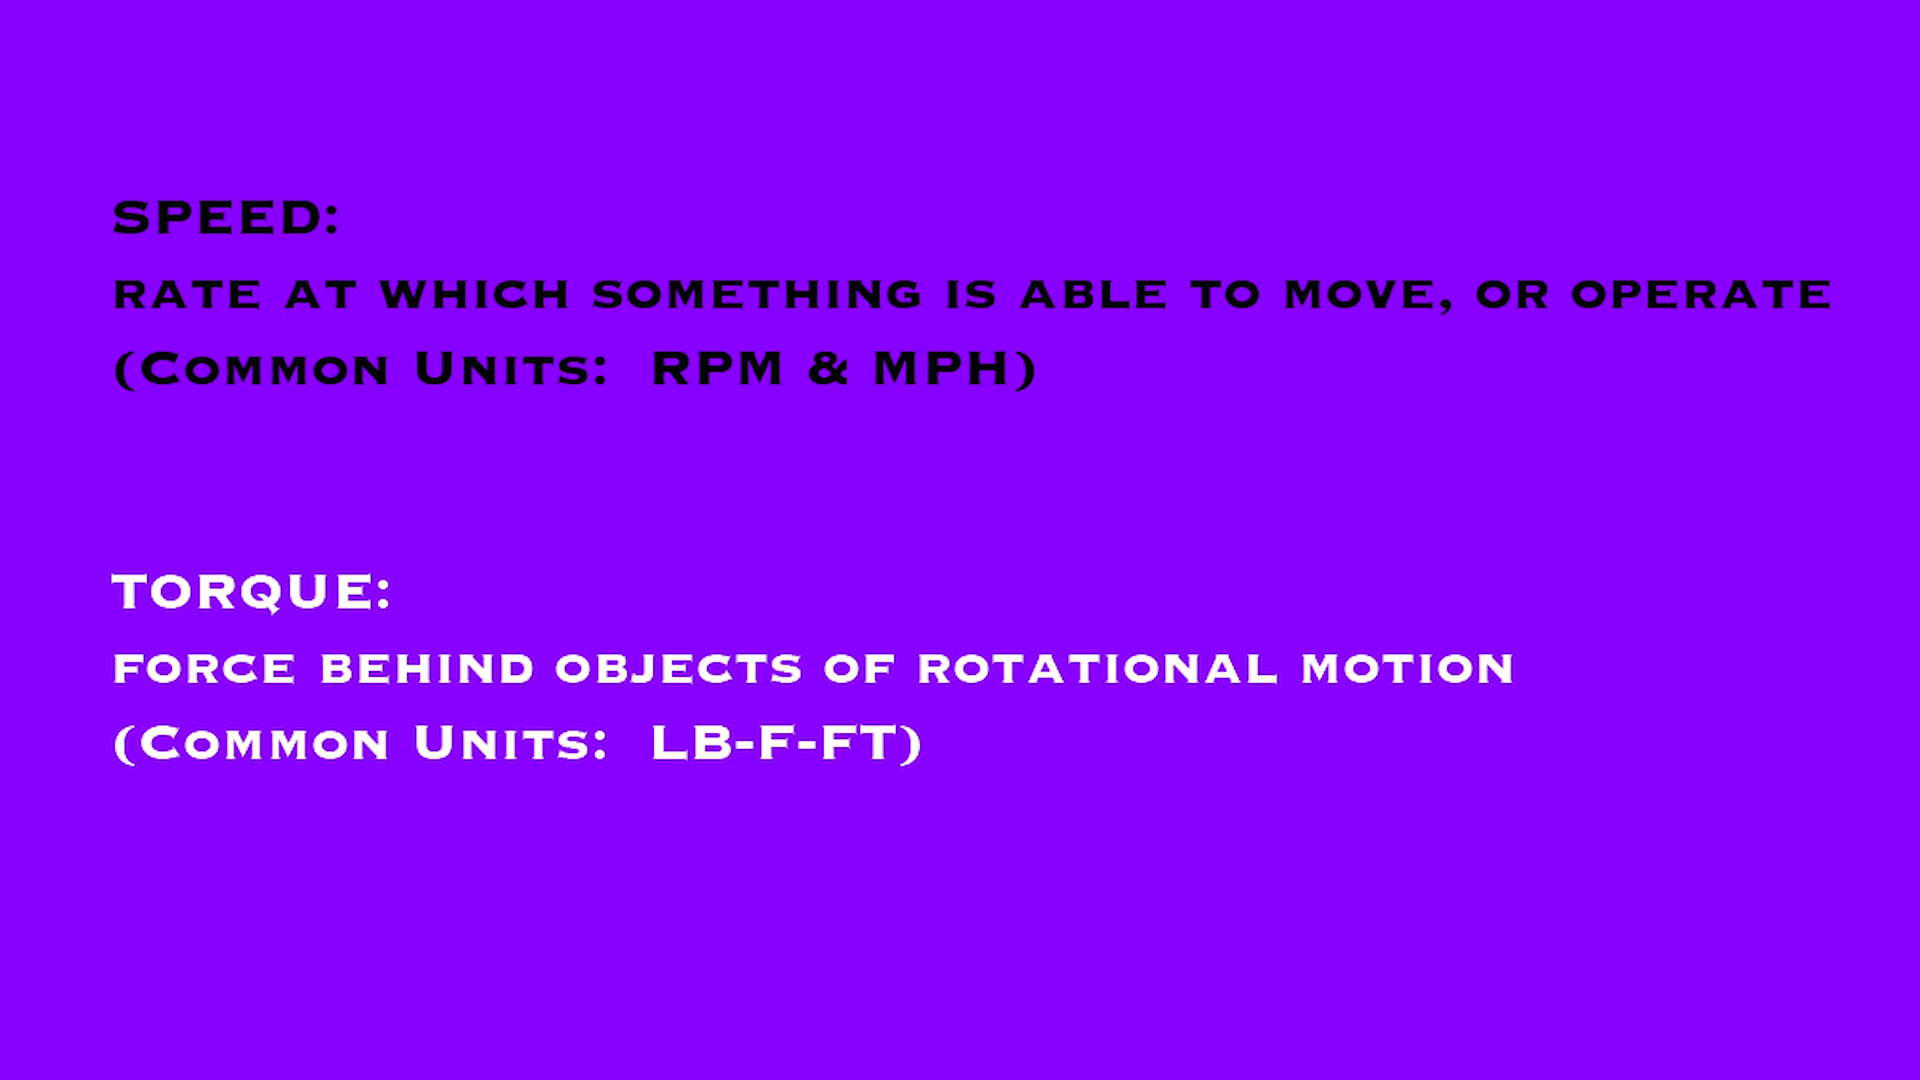 SPEED:
RATE AT WHICH SOMETHING IS ABLE TO MOVE, OR OPERATE
(Common Units: RPM & MPH)
TORQUE:
FORCE BEHIND OBJECTS OF ROTATIONAL MOTION
(Common Units: LB-F-FT)